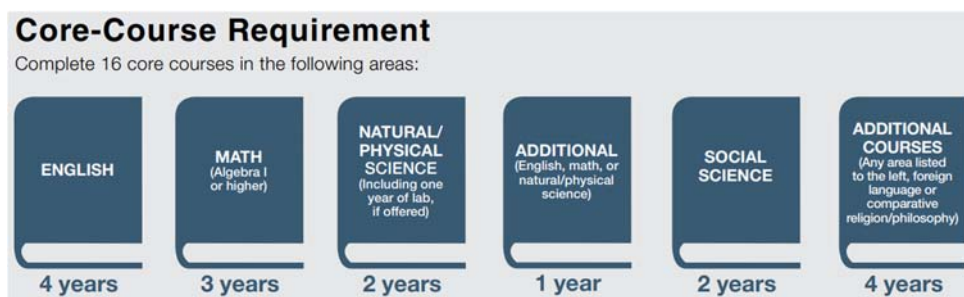 Core-Course Requirement
Complete 16 core courses in the following areas:
ENGLISH
4 years
MATH
(Algebra I
or higher)
3 years
NATURAL/
PHYSICAL
SCIENCE
(Including one
year of lab,
if offered)
2 years
ADDITIONAL
(English, math, or
natural/physical
science)
1 year
SOCIAL
SCIENCE
2 years
ADDITIONAL
COURSES
(Any area listed
to the left, foreign
language or
comparative
religion/philosophy)
4 years